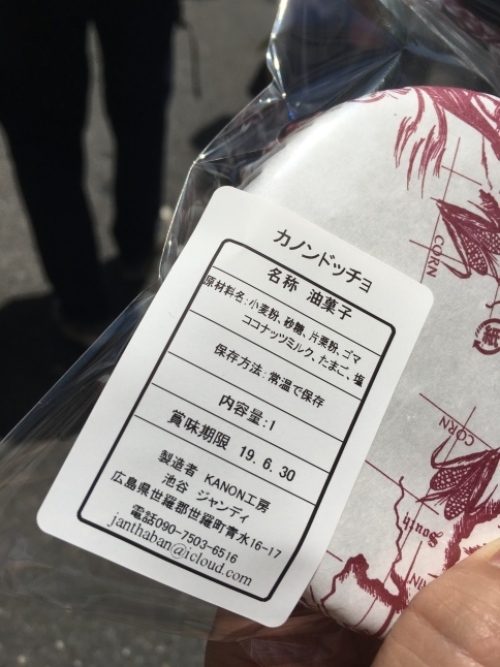 カノンドッチョ
名称 油菓子
原材料名:小麦粉、砂糖、片栗粉、ゴマ
ココナッツミルク、たまご、塩
保存方法:常温で保存
内容量:1
賞味期限 19.6.30
製造者 KANON工房
池谷 ジャンディ
広島県世羅郡世羅町青水16-17
電話090-7503-6516
janthaban@icloud.com
CORN
CORN
South